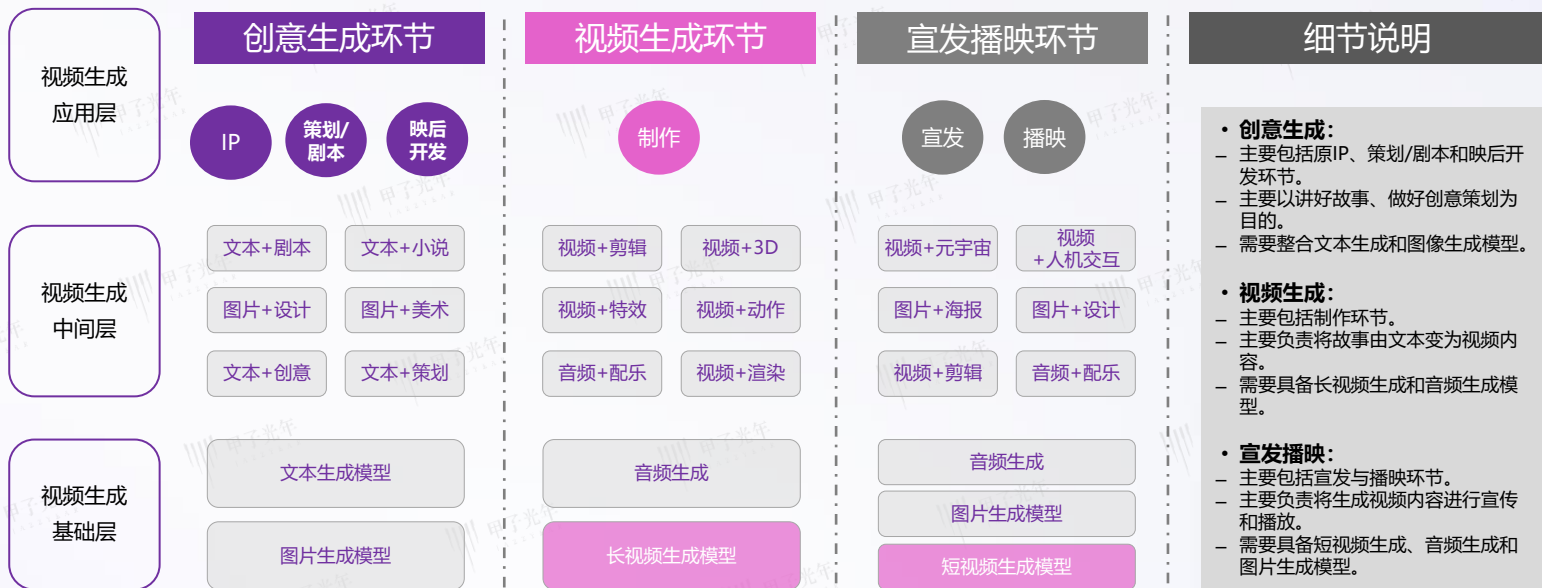 创意生成环节
视频生成环节
宣发播映环节
细节说明
视频生成
应用层
IP
策划/
剧本
映后
开发
制作
宣发
播映
视频生成
中间层
文本+剧本
文本+小说
图片+设计
图片+美术
文本+创意
文本+策划
视频+剪辑
视频+3D
视频+特效
视频+动作
音频+配乐
视频+渲染
视频+元宇宙
视频
+人机交互
图片+海报
图片+设计
视频+剪辑
音频+配乐
视频生成
基础层
文本生成模型
图片生成模型
音频生成
长视频生成模型
音频生成
图片生成模型
短视频生成模型
• 创意生成：
– 主要包括原IP、策划/剧本和映后开
发环节。
– 主要以讲好故事、做好创意策划为
目的。
– 需要整合文本生成和图像生成模型。
• 视频生成：
– 主要包括制作环节。
– 主要负责将故事由文本变为视频内
容。
– 需要具备长视频生成和音频生成模
型。
• 宣发播映：
– 主要包括宣发与播映环节。
– 主要负责将生成视频内容进行宣传
和播放。
– 需要具备短视频生成、音频生成和
图片生成模型。
甲子光年